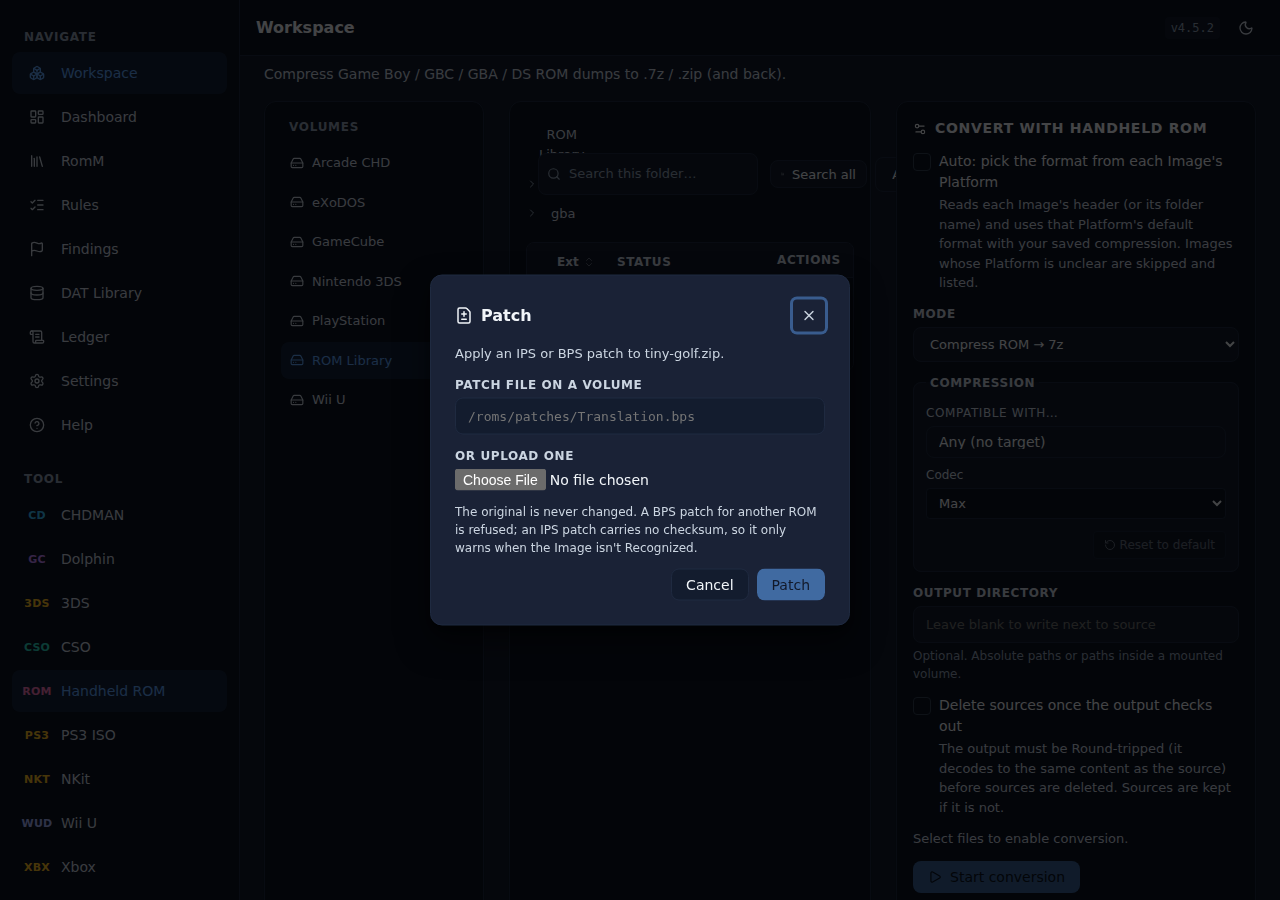 NAVIGATE
Workspace
Dashboard
RomM
Rules
Findings
DAT Library
Ledger
Settings
Help
TOOL
CD CHDMAN
GC Dolphin
3DS 3DS
CSO CSO
ROM Handheld ROM
PS3 PS3 ISO
NKT NKit
WUD Wii U
XBX Xbox
Workspace
v4.5.2
Compress Game Boy / GBC / GBA / DS ROM dumps to .7z / .zip (and back).
VOLUMES
Arcade CHD
eXoDOS
GameCube
Nintendo 3DS
PlayStation
ROM Library
Wii U
ROM
Library
Search this folder...
Search all
gba
Ext
STATUS
ACTIONS
Patch
Apply an IPS or BPS patch to tiny-golf.zip.
PATCH FILE ON A VOLUME
/roms/patches/Translation.bps
OR UPLOAD ONE
Choose File No file chosen
The original is never changed. A BPS patch for another ROM
is refused; an IPS patch carries no checksum, so it only
warns when the Image isn't Recognized.
Cancel
Patch
CONVERT WITH HANDHELD ROM
Auto: pick the format from each Image's
Platform
Reads each Image's header (or its folder
name) and uses that Platform's default
format with your saved compression. Images
whose Platform is unclear are skipped and
listed.
MODE
Compress ROM → 7z
COMPRESSION
COMPATIBLE WITH...
Any (no target)
Codec
Max
Reset to default
OUTPUT DIRECTORY
Leave blank to write next to source
Optional. Absolute paths or paths inside a mounted
volume.
Delete sources once the output checks
out
The output must be Round-tripped (it
decodes to the same content as the source)
before sources are deleted. Sources are kept
if it is not.
Select files to enable conversion.
Start conversion